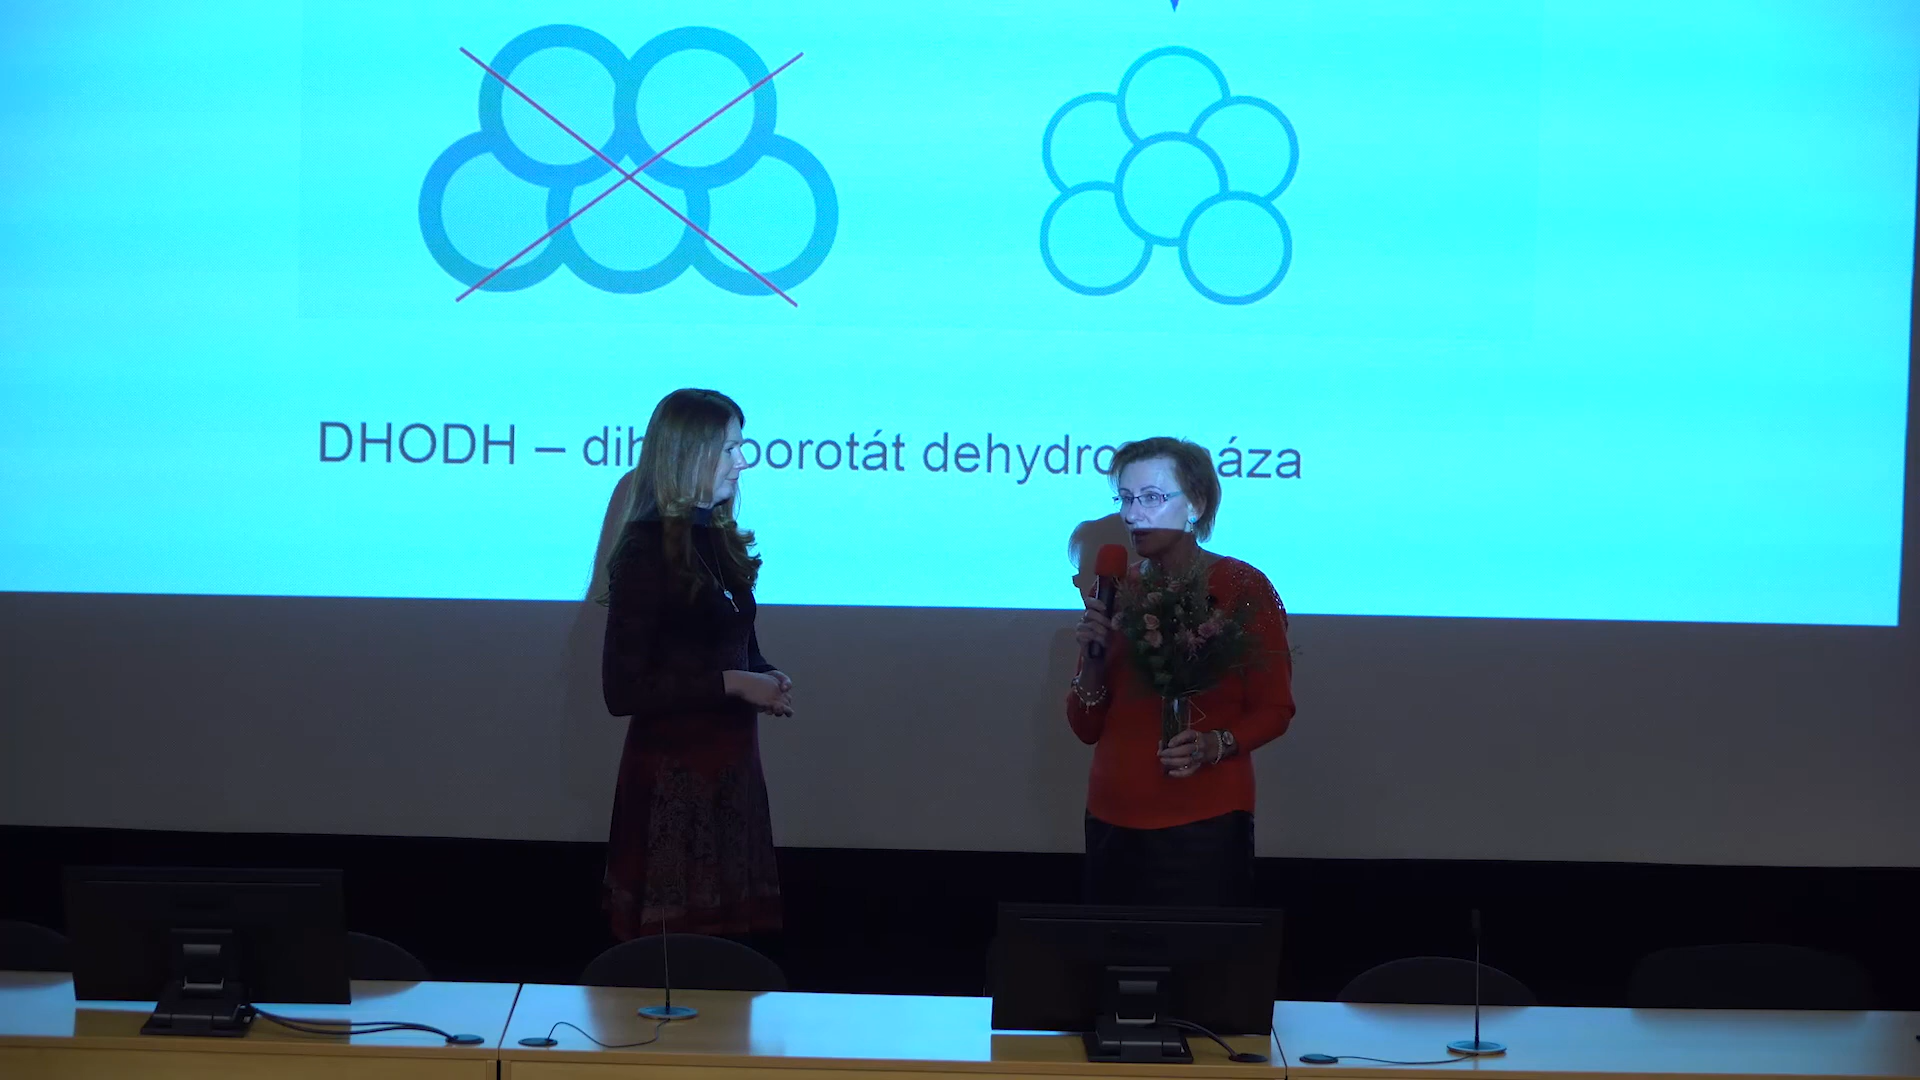 DHODH – dih orotát dehydro áza